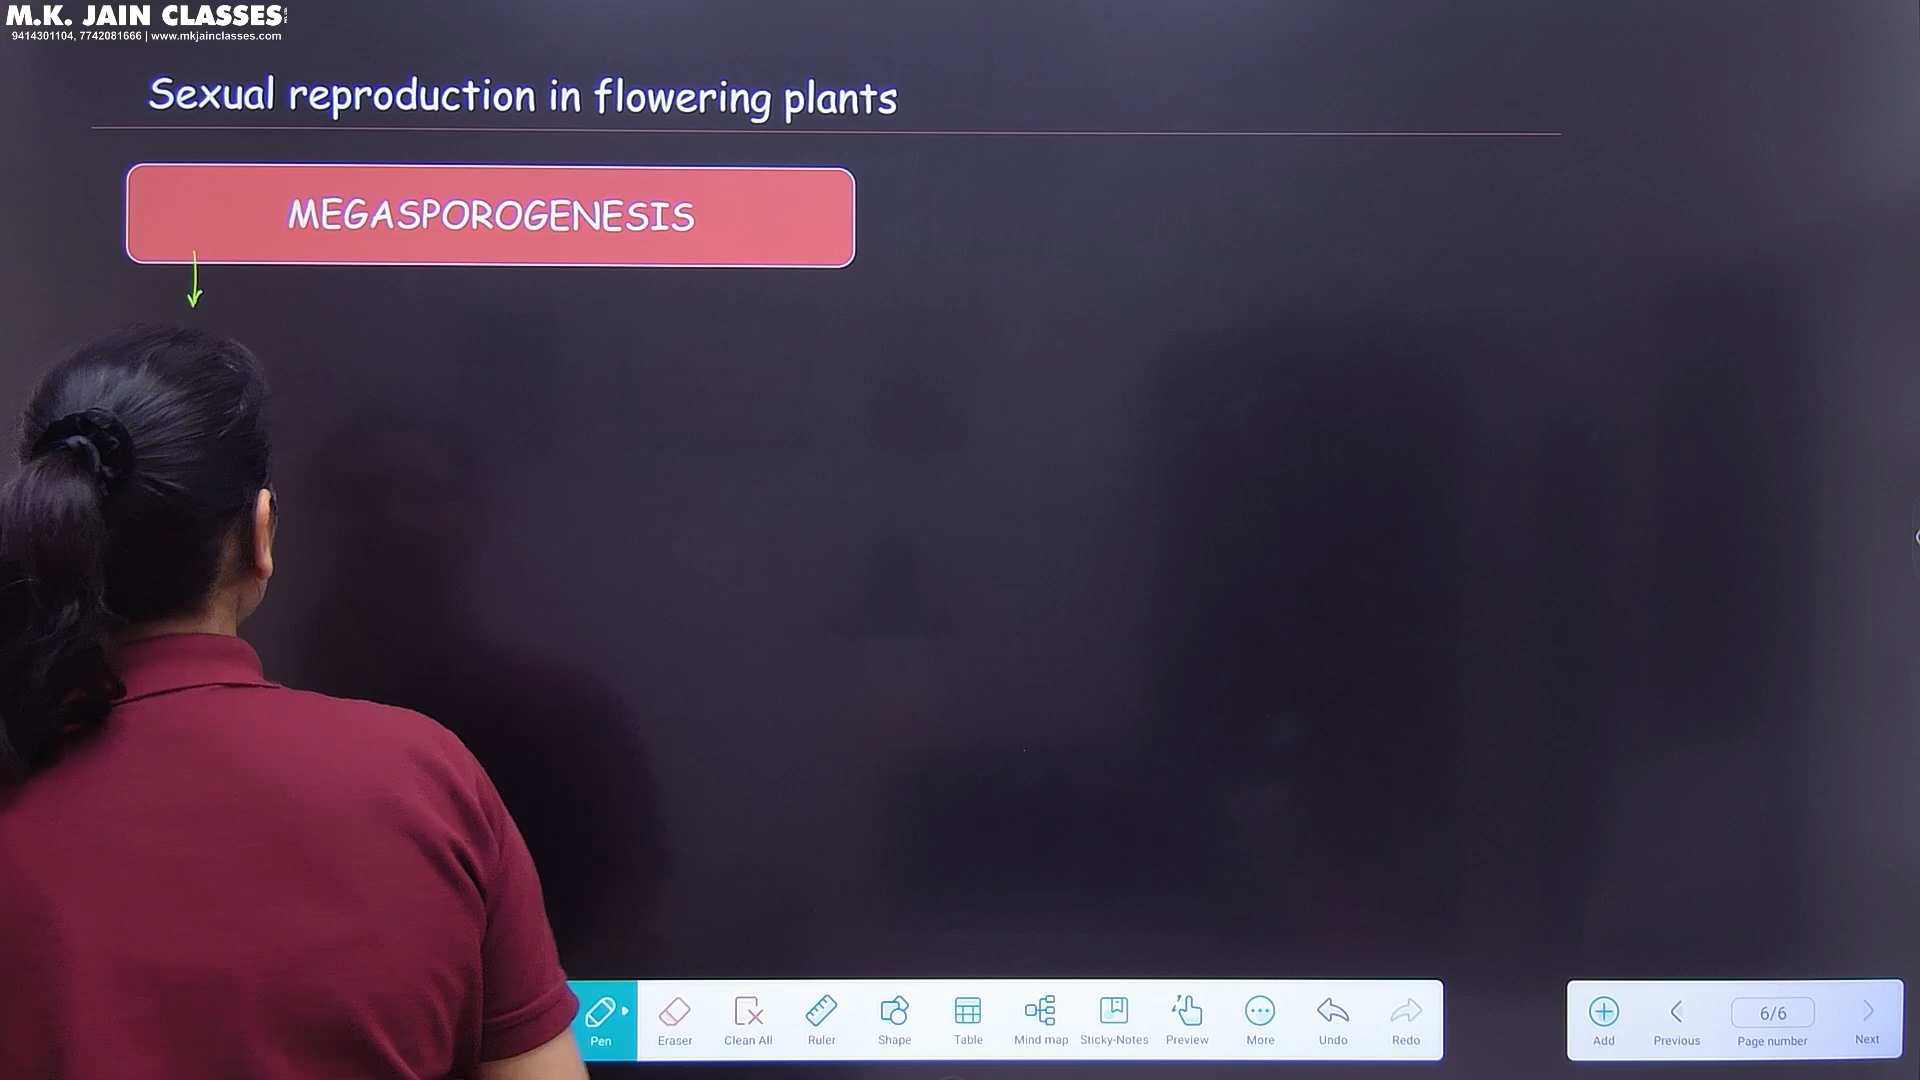 M.K. JAIN CLASSES
9414301104, 7742081666 | www.mkjainclasses.com
Sexual reproduction in flowering plants
MEGASPOROGENESIS
Pen
Eraser
Clean All
Ruler
Shape
Table
Mind map
Sticky-Notes
Preview
More
Undo
Redo
Add
Previous
6/6
Page number
Next